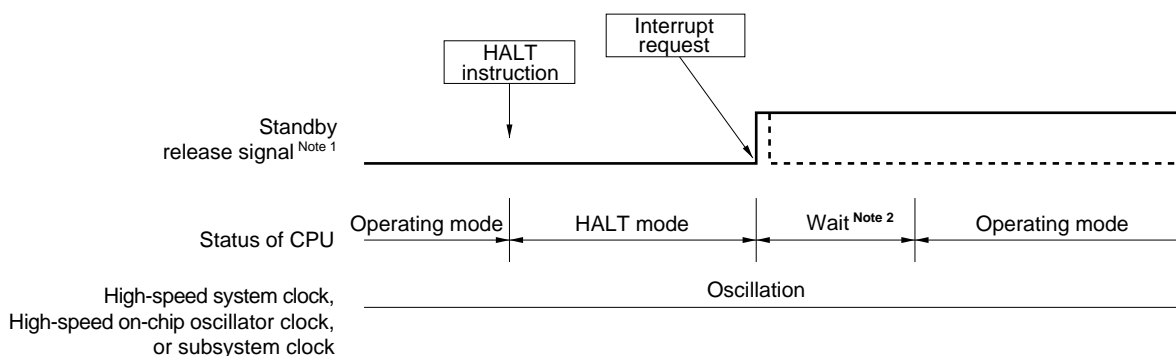 Interrupt
request
HALT
instruction
Standby
release signal Note 1
Operating mode
HALT mode
Wait Note 2
Operating mode
Status of CPU
Oscillation
High-speed system clock,
High-speed on-chip oscillator clock,
or subsystem clock